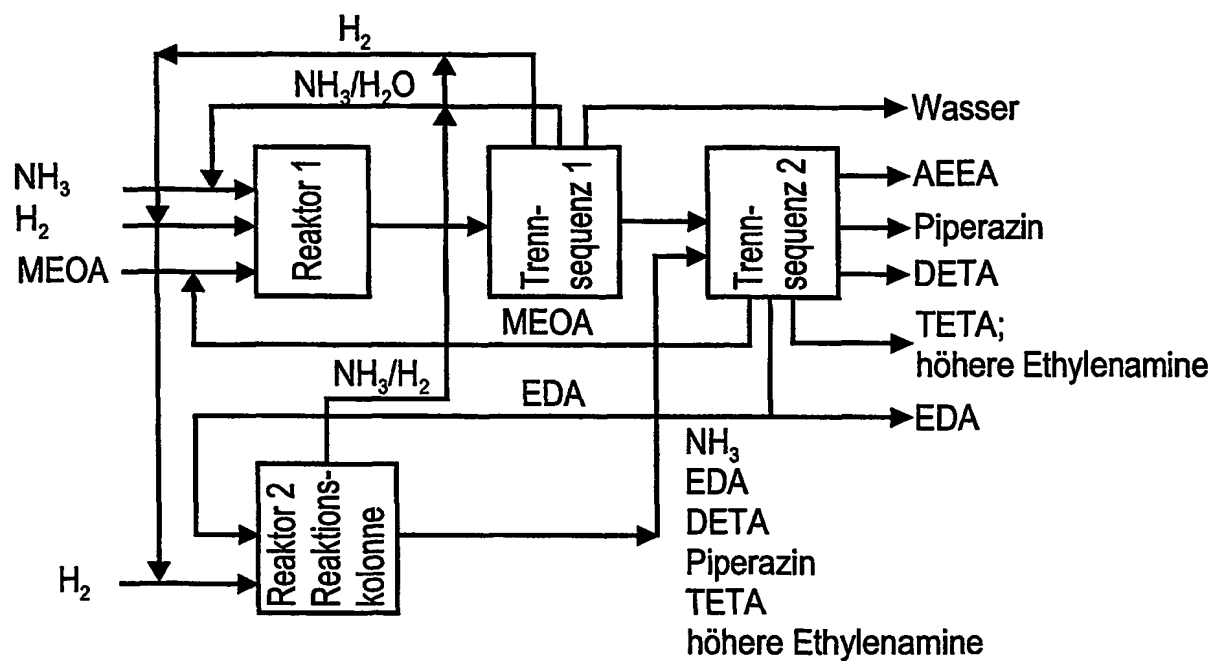 H₂
NH₃/H₂O
Wasser
NH₃
H₂
MEOA
Reaktor 1
Trenn-
sequenz 1
Trenn-
sequenz 2
AEEA
Piperazin
DETA
TETA;
höhere Ethylenamine
MEOA
NH₃/H₂
EDA
EDA
Reaktor 2
Reaktions-
kolonne
H₂
NH₃
EDA
DETA
Piperazin
TETA
höhere Ethylenamine